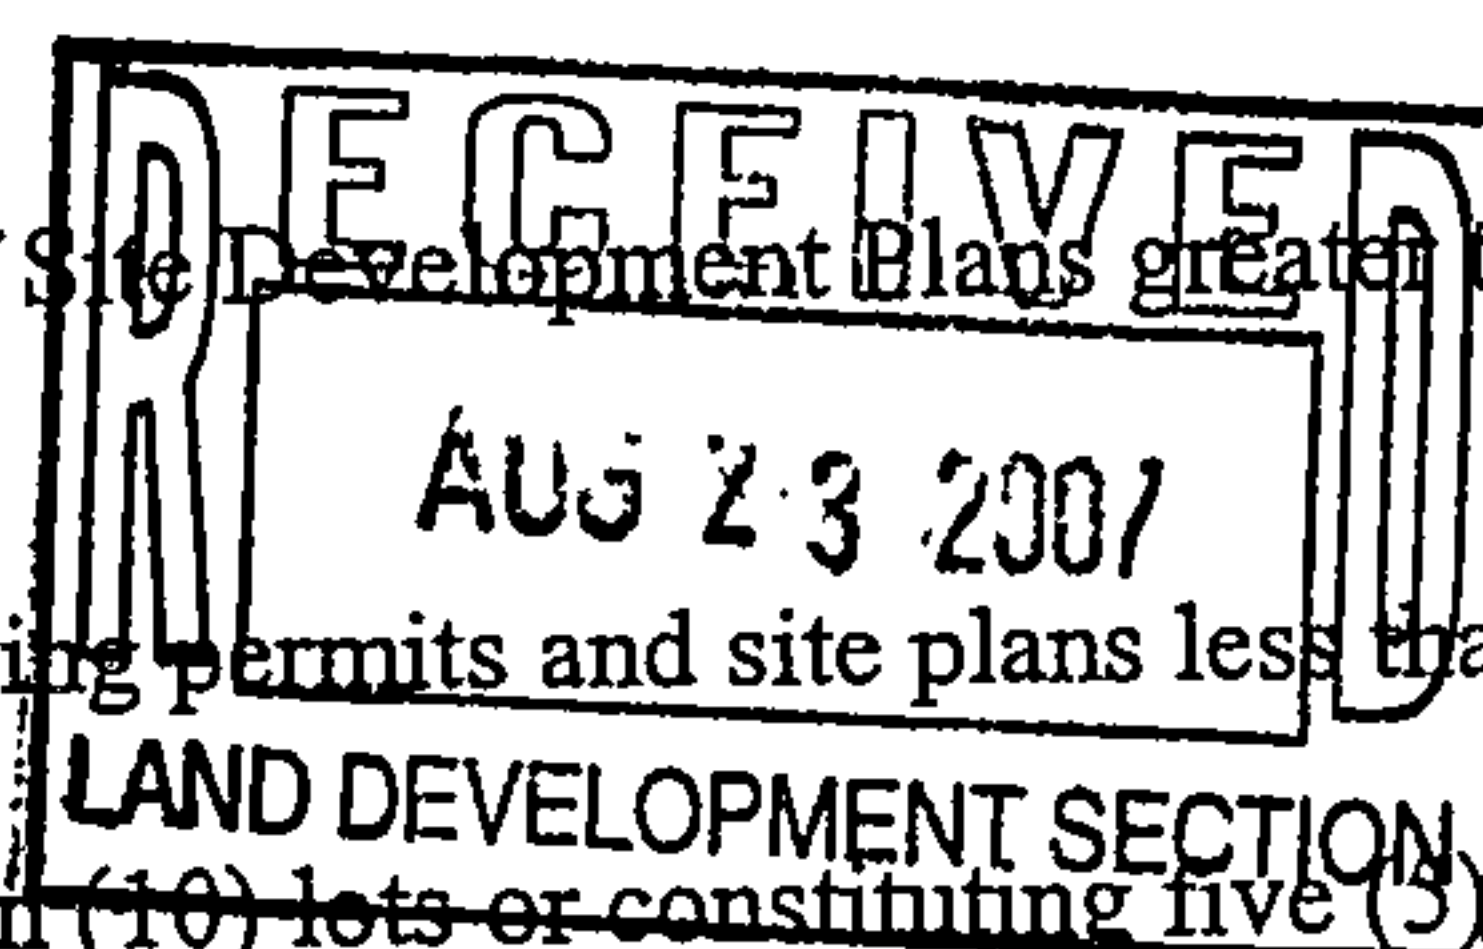 RECEIVED
Site Development Plans greater
AUG 23 2007
ing permits and site plans less tha
LAND DEVELOPMENT SECTION
n (10) lots or constituting five (5)